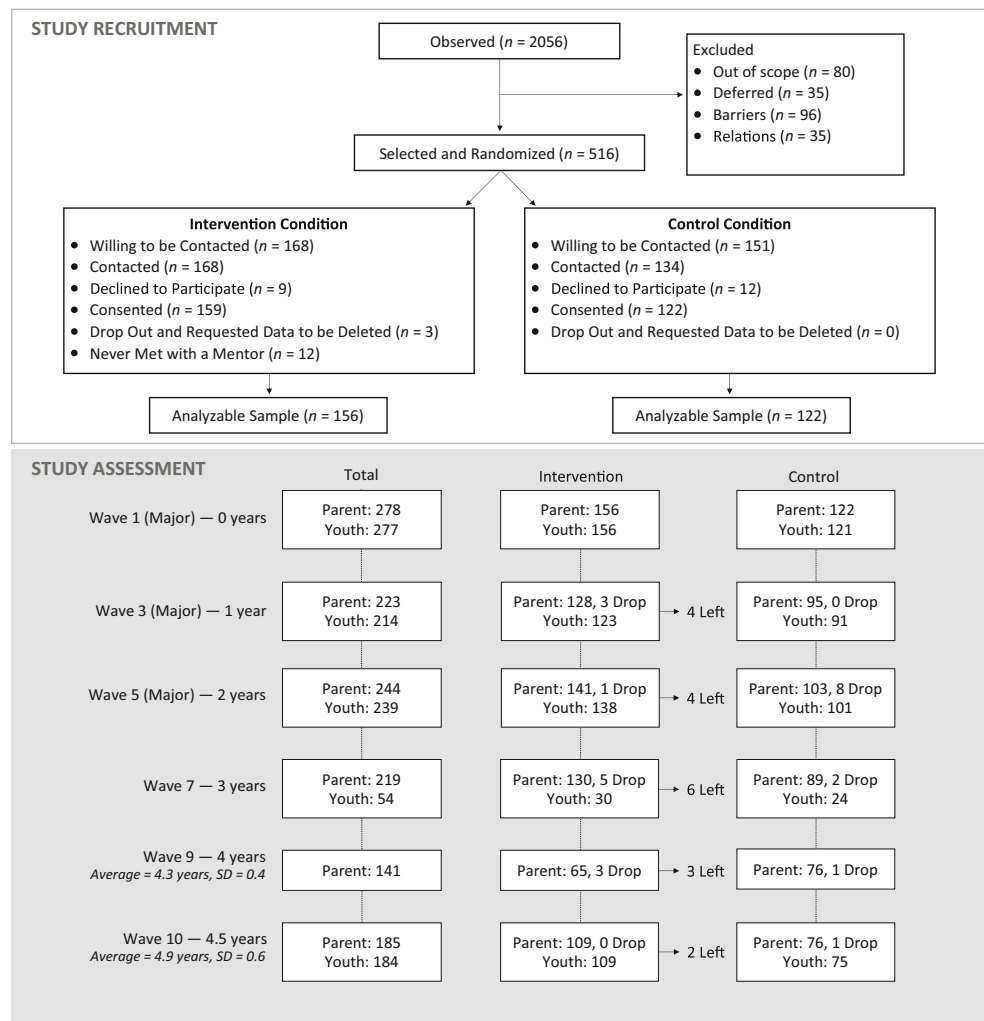 STUDY RECRUITMENT
Observed (n = 2056)
Excluded
• Out of scope (n = 80)
• Deferred (n = 35)
• Barriers (n = 96)
• Relations (n = 35)
Selected and Randomized (n = 516)
Intervention Condition
• Willing to be Contacted (n = 168)
• Contacted (n = 168)
• Declined to Participate (n = 9)
• Consented (n = 159)
• Drop Out and Requested Data to be Deleted (n = 3)
• Never Met with a Mentor (n = 12)
Control Condition
• Willing to be Contacted (n = 151)
• Contacted (n = 134)
• Declined to Participate (n = 12)
• Consented (n = 122)
• Drop Out and Requested Data to be Deleted (n = 0)
Analyzable Sample (n = 156)
Analyzable Sample (n = 122)
STUDY ASSESSMENT
Total
Intervention
Control
Wave 1 (Major) — 0 years
Parent: 278
Youth: 277
Parent: 156
Youth: 156
Parent: 122
Youth: 121
Wave 3 (Major) — 1 year
Parent: 223
Youth: 214
Parent: 128, 3 Drop
Youth: 123
4 Left
Parent: 95, 0 Drop
Youth: 91
Wave 5 (Major) — 2 years
Parent: 244
Youth: 239
Parent: 141, 1 Drop
Youth: 138
4 Left
Parent: 103, 8 Drop
Youth: 101
Wave 7 — 3 years
Parent: 219
Youth: 54
Parent: 130, 5 Drop
Youth: 30
6 Left
Parent: 89, 2 Drop
Youth: 24
Wave 9 — 4 years
Average = 4.3 years, SD = 0.4
Parent: 141
Parent: 65, 3 Drop
3 Left
Parent: 76, 1 Drop
Wave 10 — 4.5 years
Average = 4.9 years, SD = 0.6
Parent: 185
Youth: 184
Parent: 109, 0 Drop
Youth: 109
2 Left
Parent: 76, 1 Drop
Youth: 75